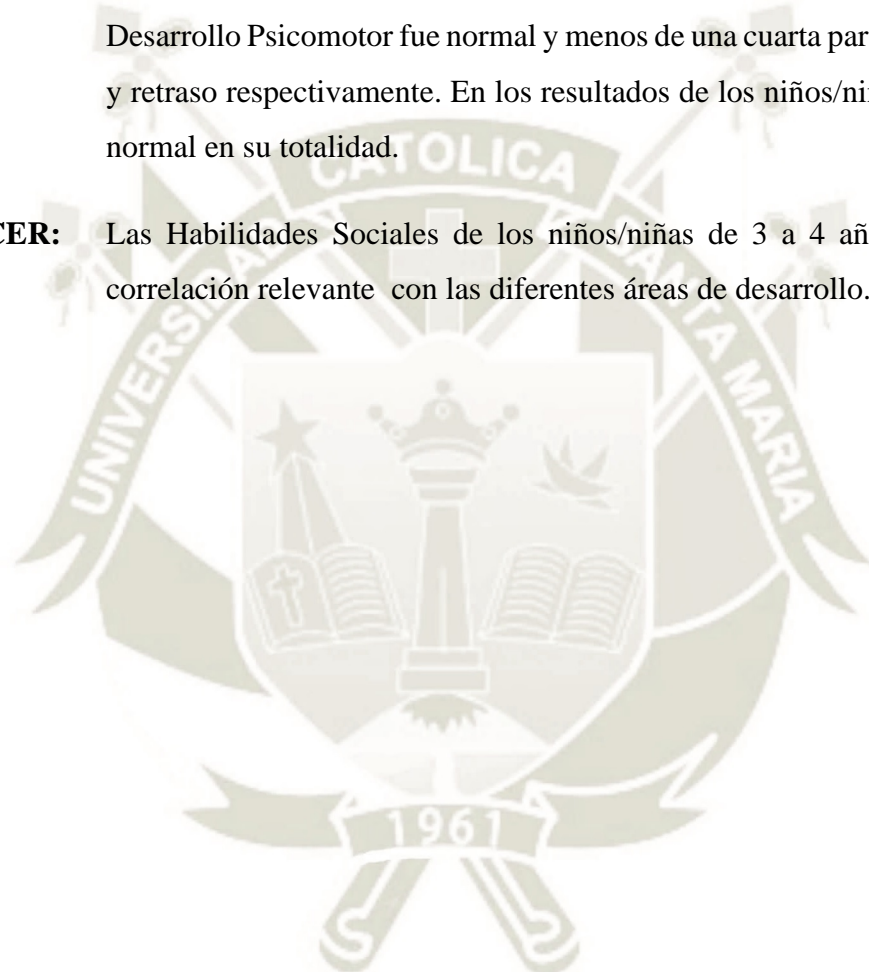 Desarrollo Psicomotor fue normal y menos de una cuarta par
y retraso respectivamente. En los resultados de los niños/ni
normal en su totalidad.
CER: Las Habilidades Sociales de los niños/niñas de 3 a 4 añ
correlación relevante con las diferentes áreas de desarrollo.
UNIVERSIDAD CATOLICA SANTA MARIA
1961